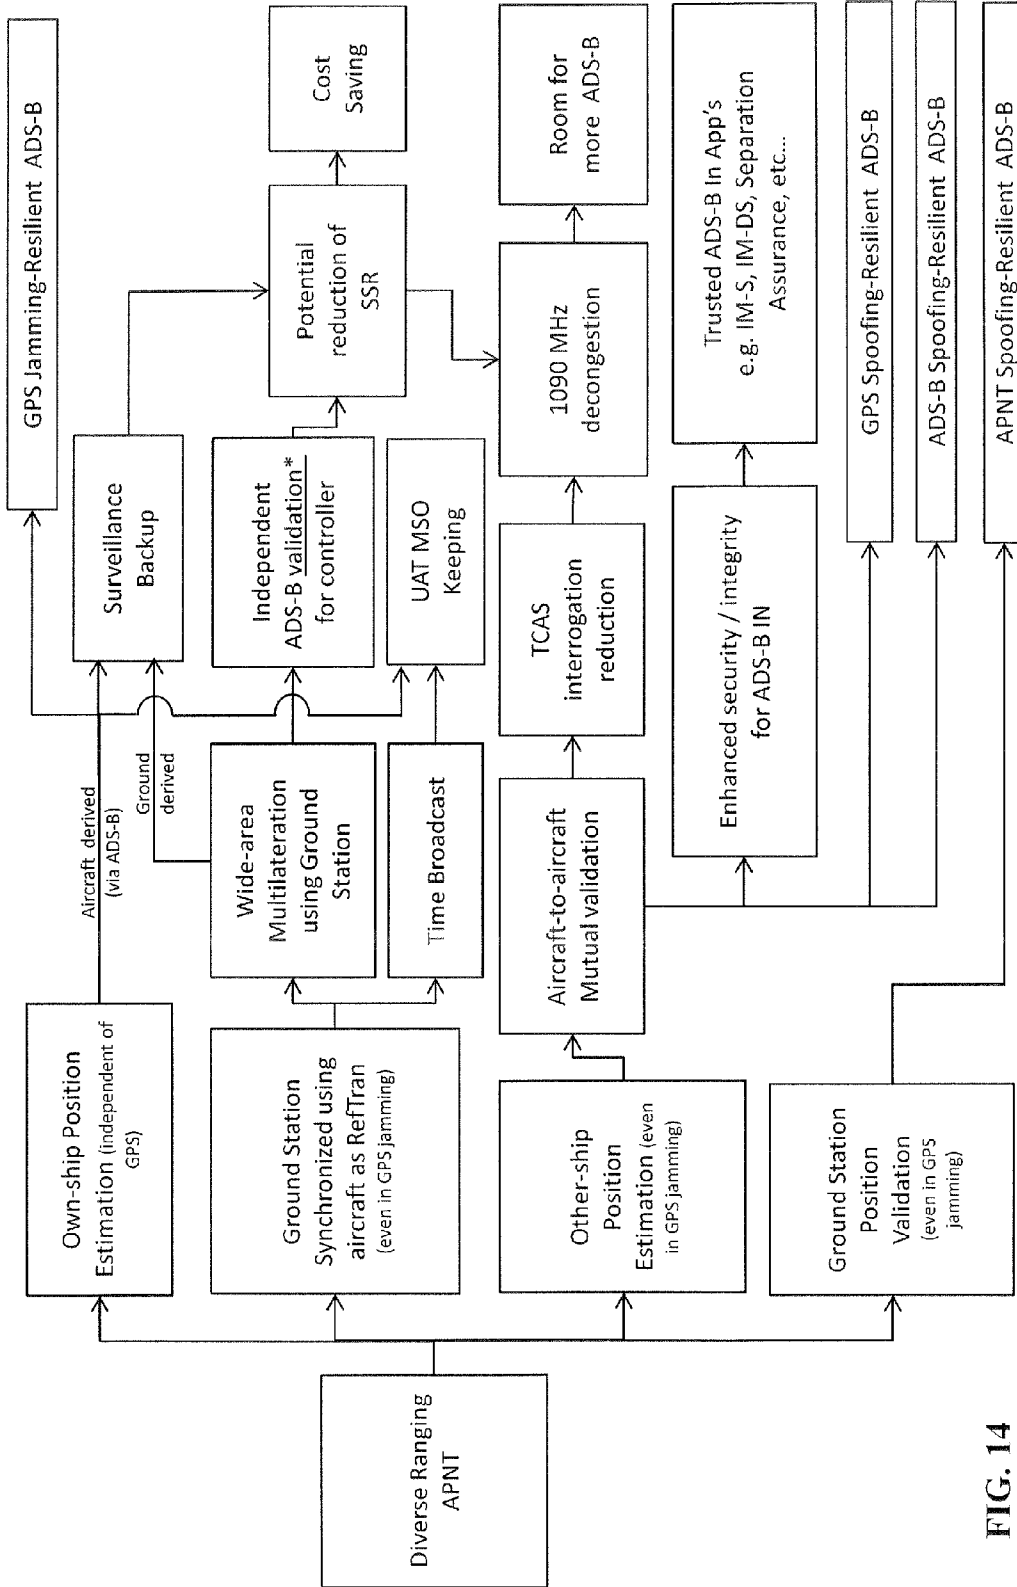 Diverse Ranging
APNT
Own-ship Position
Estimation (independent of
GPS)
Ground Station
Synchronized using
aircraft as RefTran
(even in GPS jamming)
Other-ship
Position
Estimation (even
in GPS jamming)
Ground Station
Position
Validation
(even in GPS
jamming)
Aircraft derived
(via ADS-B)
Ground
derived
Wide-area
Multilateration
using Ground
Station
Time Broadcast
Aircraft-to-aircraft
Mutual validation
Surveillance
Backup
Independent
ADS-B validation*
for controller
UAT MSO
Keeping
TCAS
interrogation
reduction
Enhanced security / integrity
for ADS-B IN
GPS Jamming-Resilient ADS-B
Potential
reduction of
SSR
Cost
Saving
1090 MHz
decongestion
Room for
more ADS-B
Trusted ADS-B In App's
e.g. IM-S, IM-DS, Separation
Assurance, etc...
GPS Spoofing-Resilient ADS-B
ADS-B Spoofing-Resilient ADS-B
APNT Spoofing-Resilient ADS-B
FIG. 14